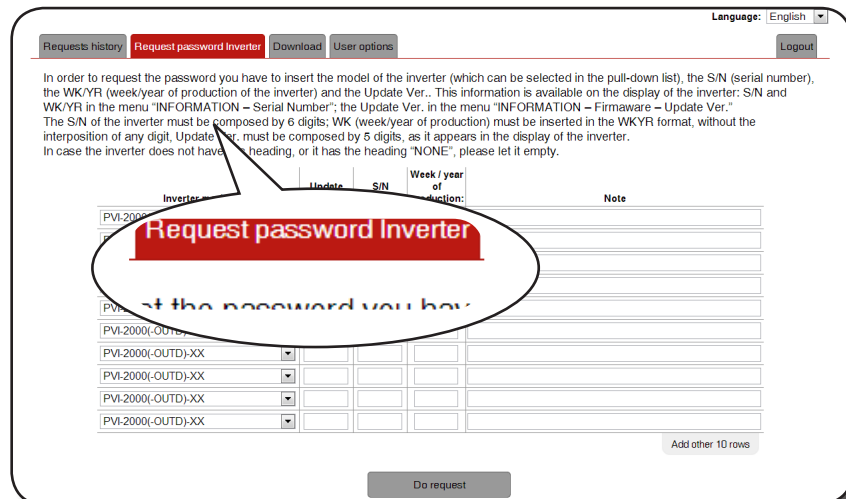 Language: English
Requests history Request password Inverter Download User options Logout
In order to request the password you have to insert the model of the inverter (which can be selected in the pull-down list), the S/N (serial number),
the WK/YR (week/year of production of the inverter) and the Update Ver.. This information is available on the display of the inverter: S/N and
WK/YR in the menu “INFORMATION – Serial Number”; the Update Ver. in the menu “INFORMATION – Firmaware – Update Ver.”
The S/N of the inverter must be composed by 6 digits; WK (week/year of production) must be inserted in the WKYR format, without the
interposition of any digit, Update Ver. must be composed by 5 digits, as it appears in the display of the inverter.
In case the inverter does not have heading, or it has the heading “NONE”, please let it empty.
Week / year
Update S/N of
Inverter Note
Request password Inverter
the password you
PVI-2000(-OUTD)-XX
PVI-2000(-OUTD)-XX
PVI-2000(-OUTD)-XX
PVI-2000(-OUTD)-XX
PVI-2000(-OUTD)-XX
Add other 10 rows
Do request